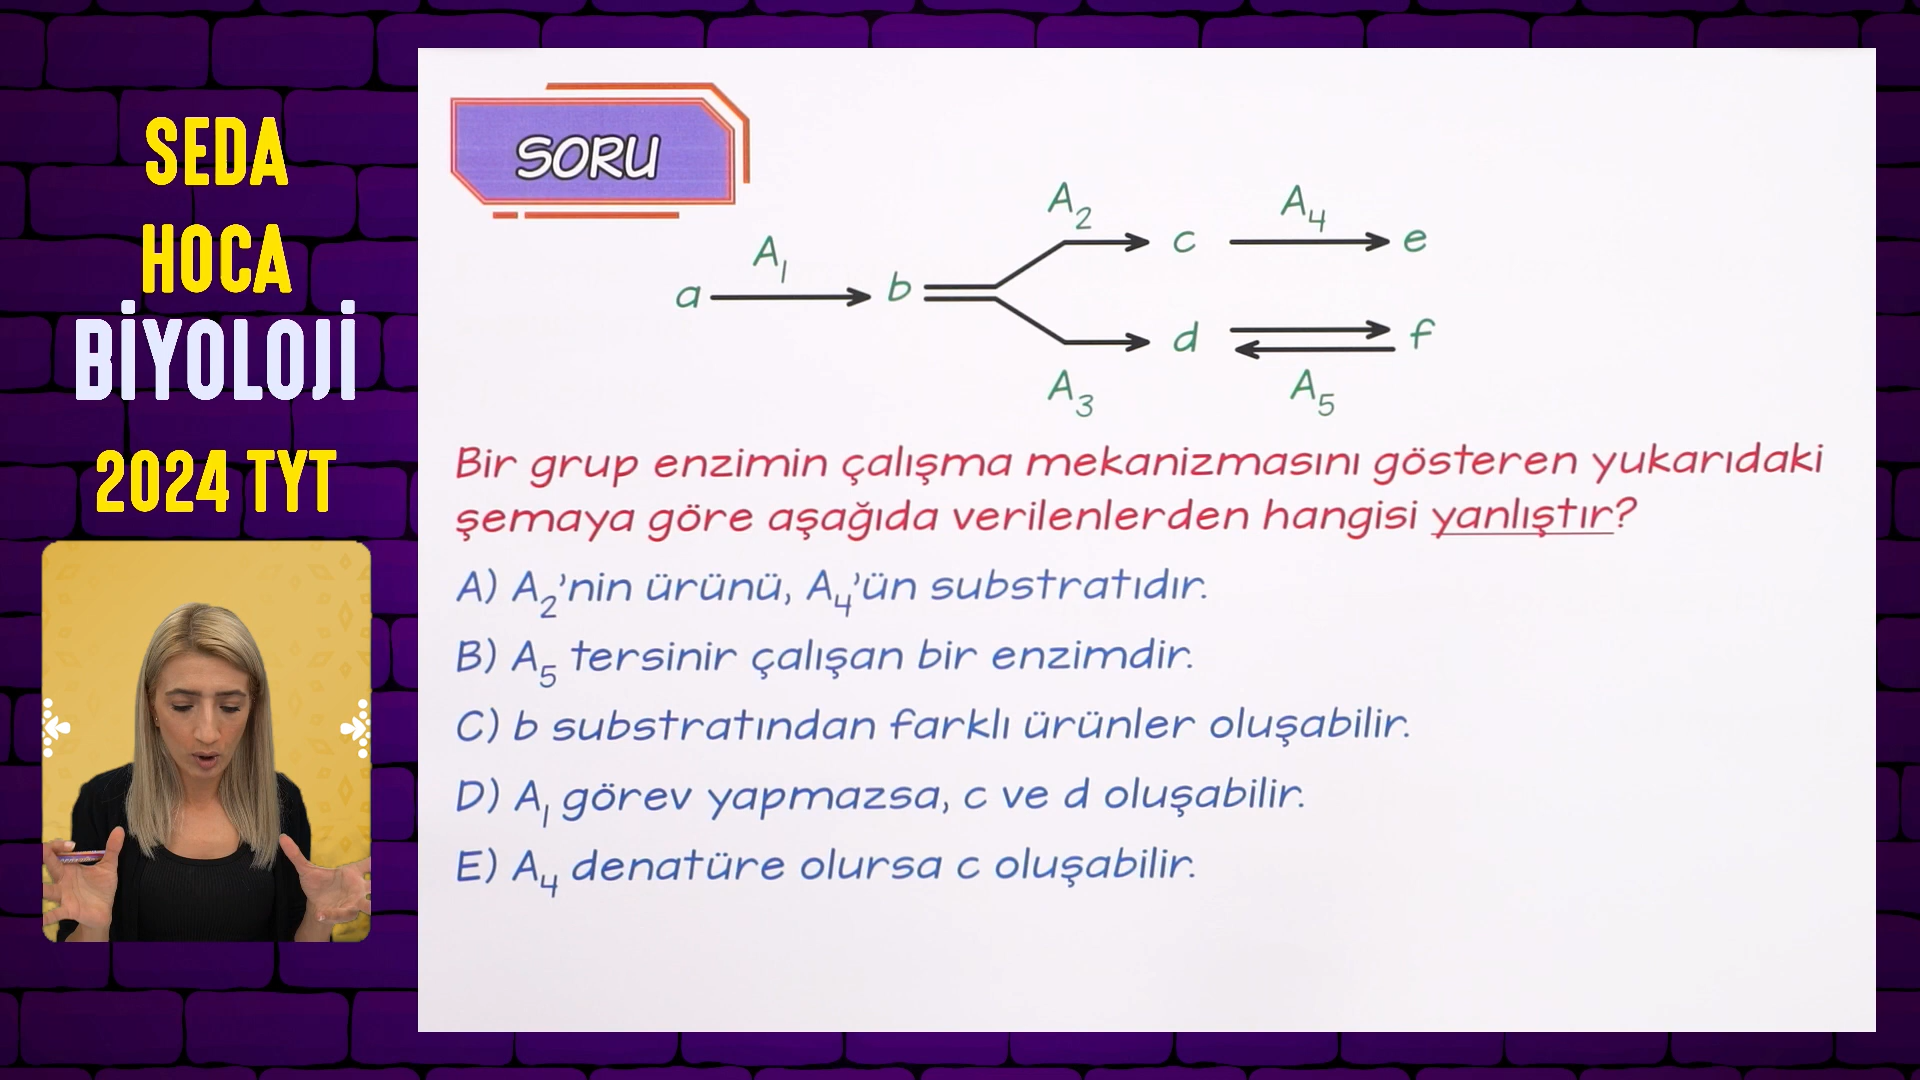 SEDA
HOCA
BİYOLOJİ
2024 TYT
SORU
A₂
A₄
A₁
c
e
a
b
d
f
A₃
A₅
Bir grup enzimin çalışma mekanizmasını gösteren yukarıdaki
şemaya göre aşağıda verilenlerden hangisi yanlıştır?
A) A₂'nin ürünü, A₄'ün substratıdır.
B) A₅ tersinir çalışan bir enzimdir.
C) b substratından farklı ürünler oluşabilir.
D) A₁ görev yapmazsa, c ve d oluşabilir.
E) A₄ denatüre olursa c oluşabilir.